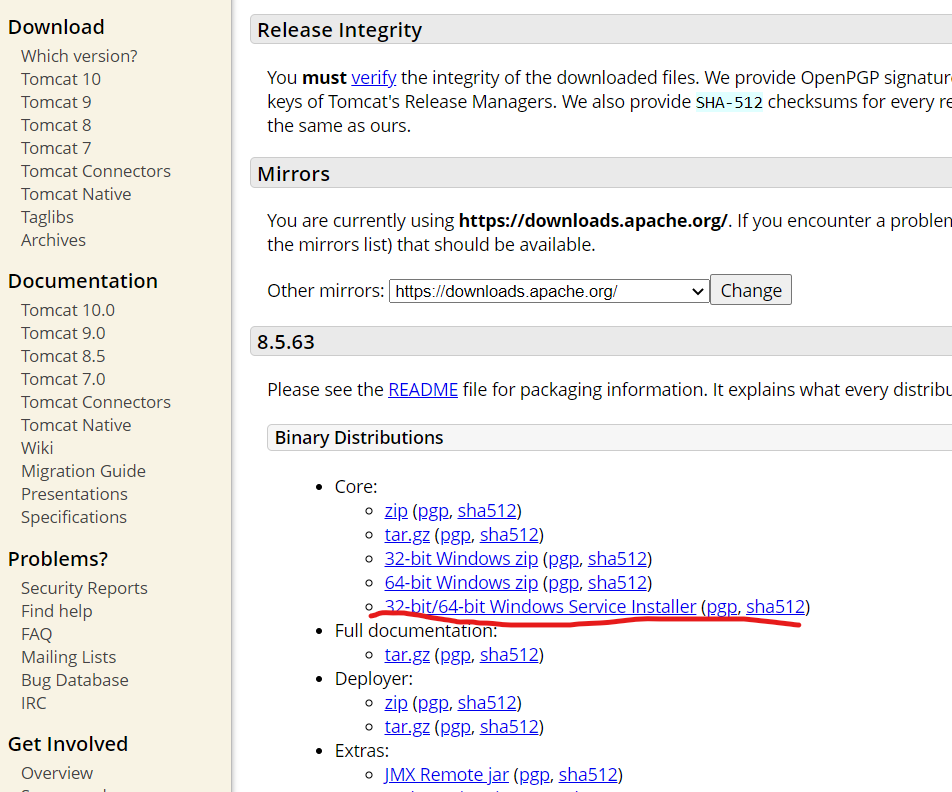 Download
Which version?
Tomcat 10
Tomcat 9
Tomcat 8
Tomcat 7
Tomcat Connectors
Tomcat Native
Taglibs
Archives
Documentation
Tomcat 10.0
Tomcat 9.0
Tomcat 8.5
Tomcat 7.0
Tomcat Connectors
Tomcat Native
Wiki
Migration Guide
Presentations
Specifications
Problems?
Security Reports
Find help
FAQ
Mailing Lists
Bug Database
IRC
Get Involved
Overview
Release Integrity
You must verify the integrity of the downloaded files. We provide OpenPGP
keys of Tomcat's Release Managers. We also provide SHA-512 checksums for every
the same as ours.
Mirrors
You are currently using https://downloads.apache.org/. If you encounter a
the mirrors list) that should be available.
Other mirrors: https://downloads.apache.org/ Change
8.5.63
Please see the README file for packaging information. It explains what every
Binary Distributions
• Core:
◦ zip (pgp, sha512)
◦ tar.gz (pgp, sha512)
◦ 32-bit Windows zip (pgp, sha512)
◦ 64-bit Windows zip (pgp, sha512)
◦ 32-bit/64-bit Windows Service Installer (pgp, sha512)
• Full documentation:
◦ tar.gz (pgp, sha512)
• Deployer:
◦ zip (pgp, sha512)
◦ tar.gz (pgp, sha512)
• Extras:
◦ JMX Remote jar (pgp, sha512)